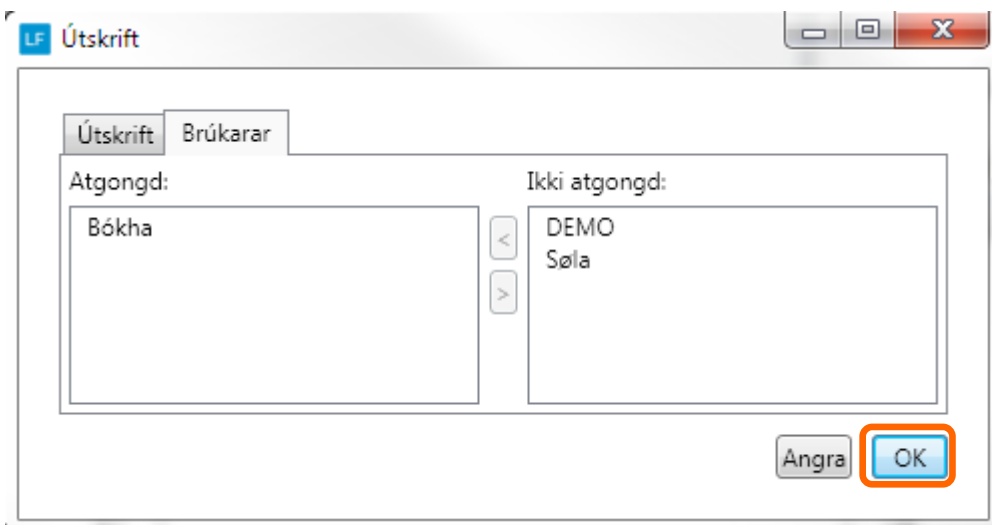 LF Útskrift
Útskrift Brúkarar
Atgongd: Ikki atgongd:
Bókha DEMO
Søla
<
>
Angra OK